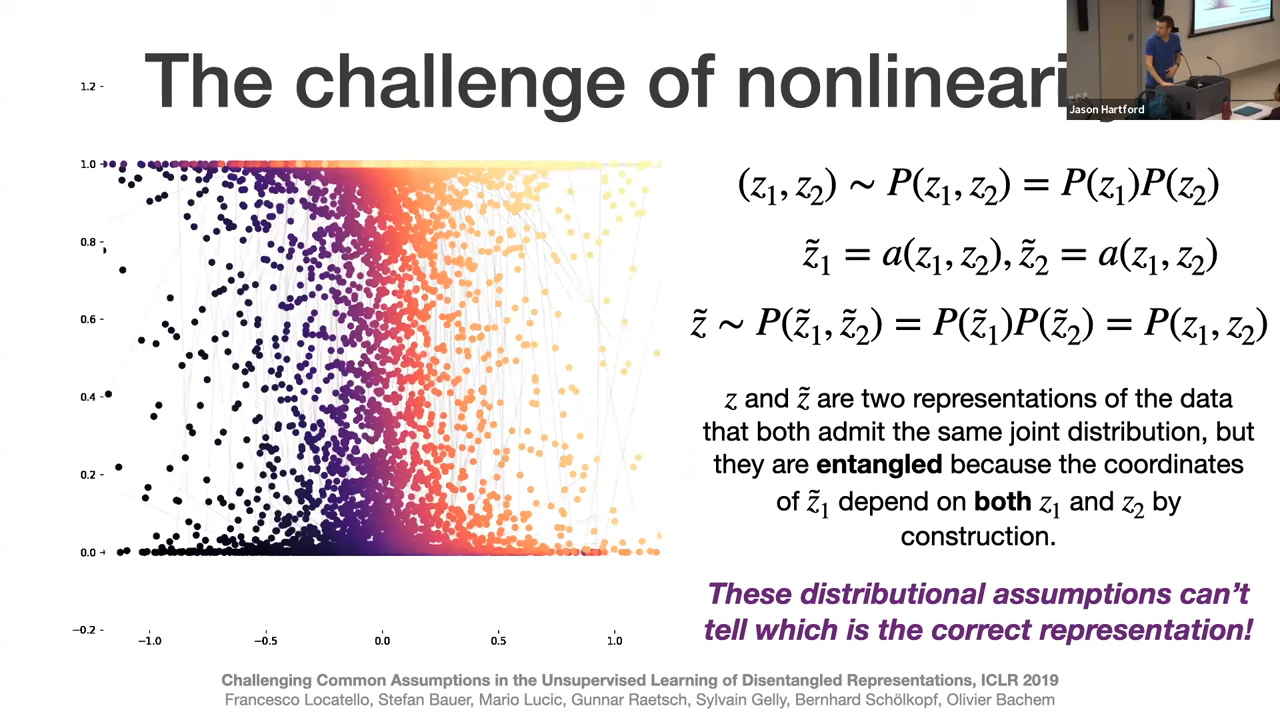 The challenge of nonlineari
Jason Hartford
1.2
1.0
0.8
0.6
0.4
0.2
0.0
−0.2
−1.0 −0.5 0.0 0.5 1.0
(z₁, z₂) ∼ P(z₁, z₂) = P(z₁)P(z₂)
z̃₁ = a(z₁, z₂), z̃₂ = a(z₁, z₂)
z̃ ∼ P(z̃₁, z̃₂) = P(z̃₁)P(z̃₂) = P(z₁, z₂)
z and z̃ are two representations of the data
that both admit the same joint distribution, but
they are entangled because the coordinates
of z̃₁ depend on both z₁ and z₂ by
construction.
These distributional assumptions can’t
tell which is the correct representation!
Challenging Common Assumptions in the Unsupervised Learning of Disentangled Representations, ICLR 2019
Francesco Locatello, Stefan Bauer, Mario Lucic, Gunnar Raetsch, Sylvain Gelly, Bernhard Schölkopf, Olivier Bachem